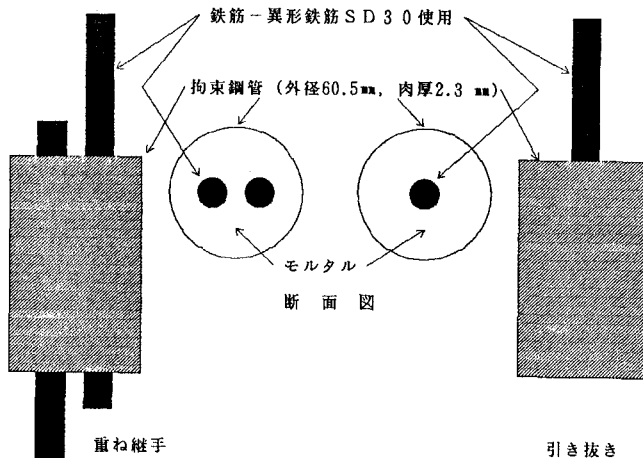 鉄筋－異形鉄筋ＳＤ３０使用
拘束鋼管（外径60.5㎜，肉厚2.3 ㎜）
モルタル
断面図
重ね継手
引き抜き